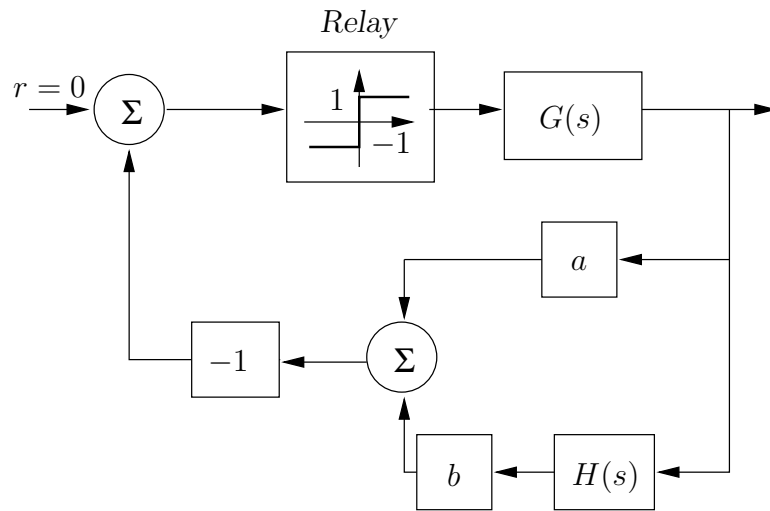 Relay
r = 0
Σ
1
−1
G(s)
a
Σ
−1
b
H(s)